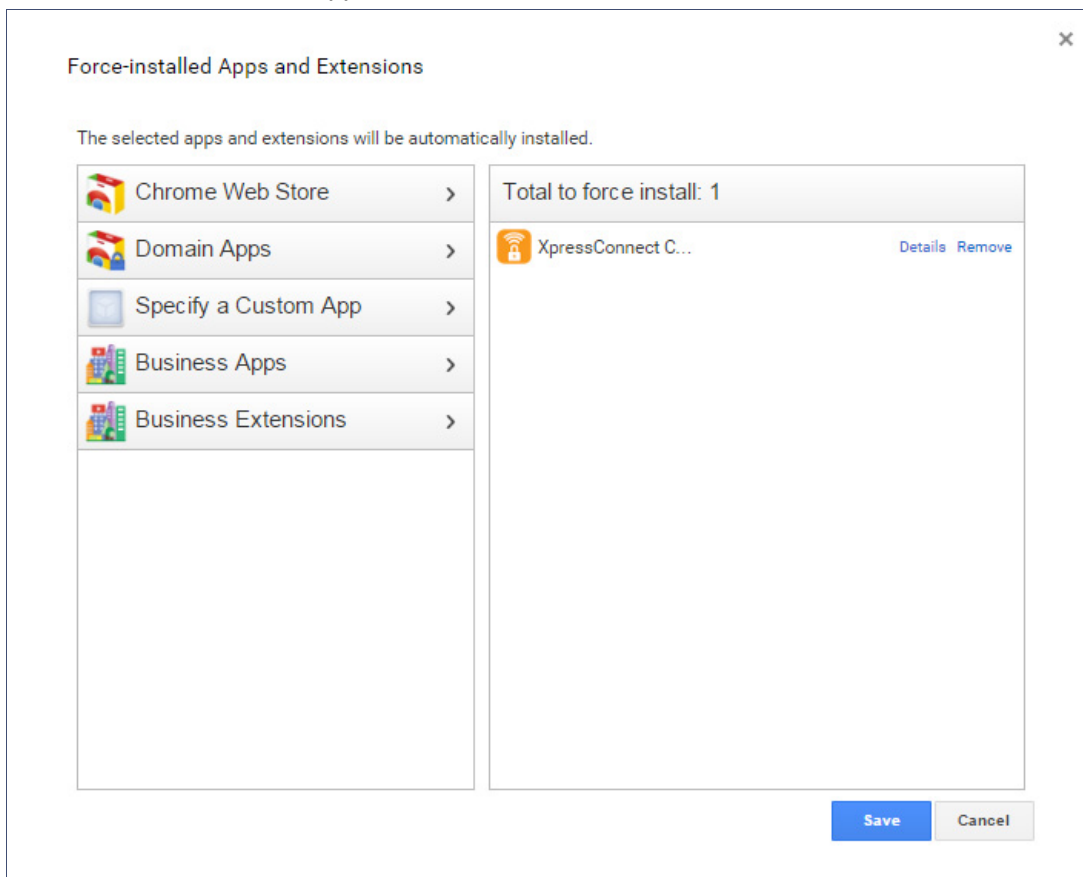 Force-installed Apps and Extensions
The selected apps and extensions will be automatically installed.
Chrome Web Store
Domain Apps
Specify a Custom App
Business Apps
Business Extensions
Total to force install: 1
XpressConnect C... Details Remove
Save Cancel